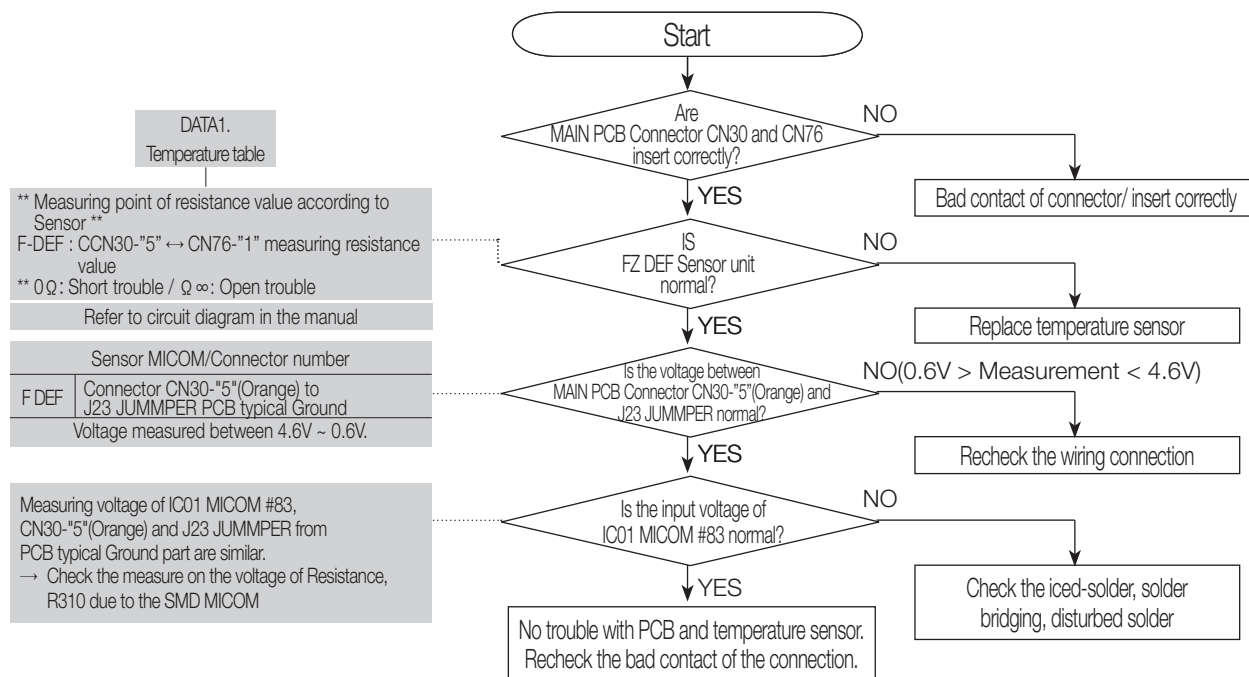 Start
Are
MAIN PCB Connector CN30 and CN76
insert correctly?
NO
Bad contact of connector/ insert correctly
YES
DATA1.
Temperature table
** Measuring point of resistance value according to
Sensor **
F-DEF : CCN30-”5” ↔ CN76-”1” measuring resistance
value
** 0Ω: Short trouble / Ω ∞: Open trouble
Refer to circuit diagram in the manual
IS
FZ DEF Sensor unit
normal?
NO
Replace temperature sensor
YES
Sensor MICOM/Connector number
F DEF
Connector CN30-"5"(Orange) to
J23 JUMMPER PCB typical Ground
Voltage measured between 4.6V ~ 0.6V.
Is the voltage between
MAIN PCB Connector CN30-”5”(Orange) and
J23 JUMMPER normal?
NO(0.6V > Measurement < 4.6V)
Recheck the wiring connection
YES
Measuring voltage of IC01 MICOM #83,
CN30-"5"(Orange) and J23 JUMMPER from
PCB typical Ground part are similar.
→ Check the measure on the voltage of Resistance,
R310 due to the SMD MICOM
Is the input voltage of
IC01 MICOM #83 normal?
NO
Check the iced-solder, solder
bridging, disturbed solder
YES
No trouble with PCB and temperature sensor.
Recheck the bad contact of the connection.